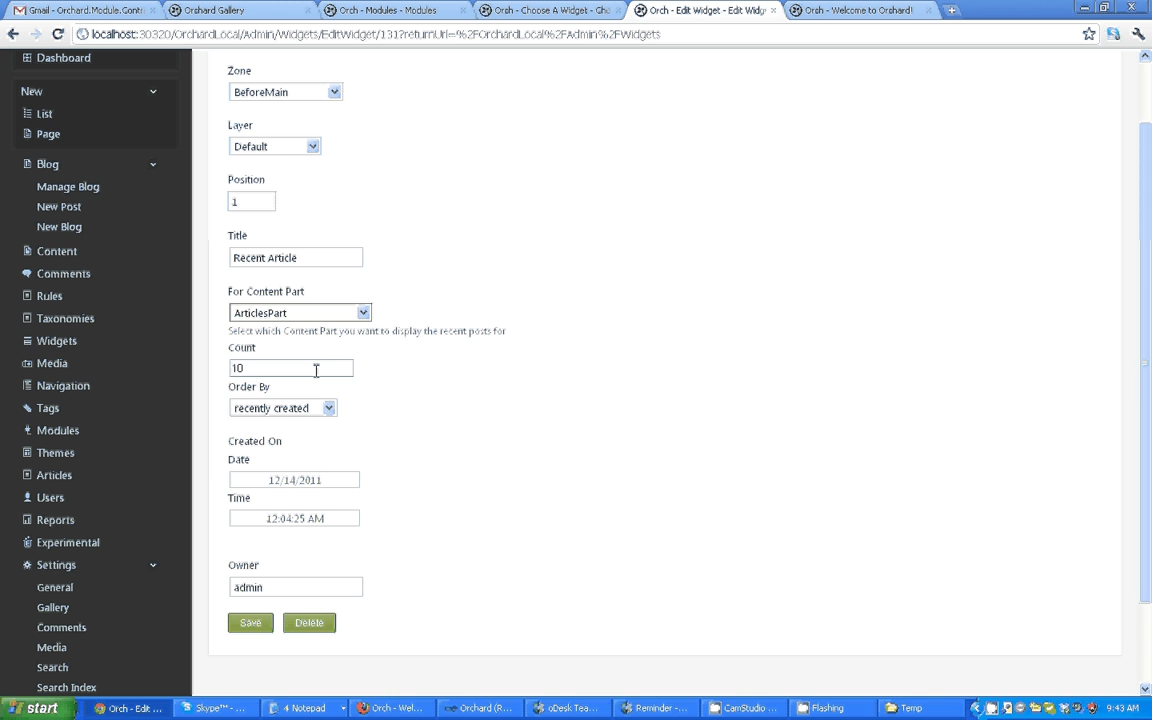 Gmail - Orchard.Module.Contr
Orchard Gallery
Orch - Modules - Modules
Orch - Choose A Widget - Cho
Orch - Edit Widget - Edit Widg
Orch - Welcome to Orchard!
localhost:30320/OrchardLocal/Admin/Widgets/EditWidget/131?returnUrl=%2FOrchardLocal%2FAdmin%2FWidgets
Dashboard
New
List
Page
Blog
Manage Blog
New Post
New Blog
Content
Comments
Rules
Taxonomies
Widgets
Media
Navigation
Tags
Modules
Themes
Articles
Users
Reports
Experimental
Settings
General
Gallery
Comments
Media
Search
Search Index
Zone
BeforeMain
Layer
Default
Position
1
Title
Recent Article
For Content Part
ArticlesPart
Select which Content Part you want to display the recent posts for
Count
10
Order By
recently created
Created On
Date
12/14/2011
Time
12:04:25 AM
Owner
admin
Save
Delete
start
Orch - Edit ...
Skype™ - ...
4 Notepad
Orch - Wel...
Orchard (R...
oDesk Tea...
Reminder -...
CamStudio ...
Flashing
Temp
9:43 AM